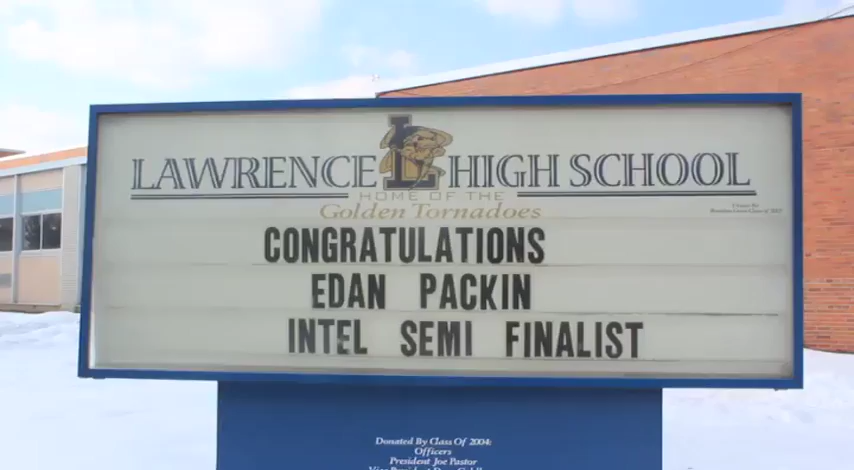 LAWRENCE L HIGH SCHOOL
HOME OF THE
Golden Tornadoes
CONGRATULATIONS
EDAN PACKIN
INTEL SEMI FINALIST
Donated By Class Of 2004:
Officers
President Joe Pastor